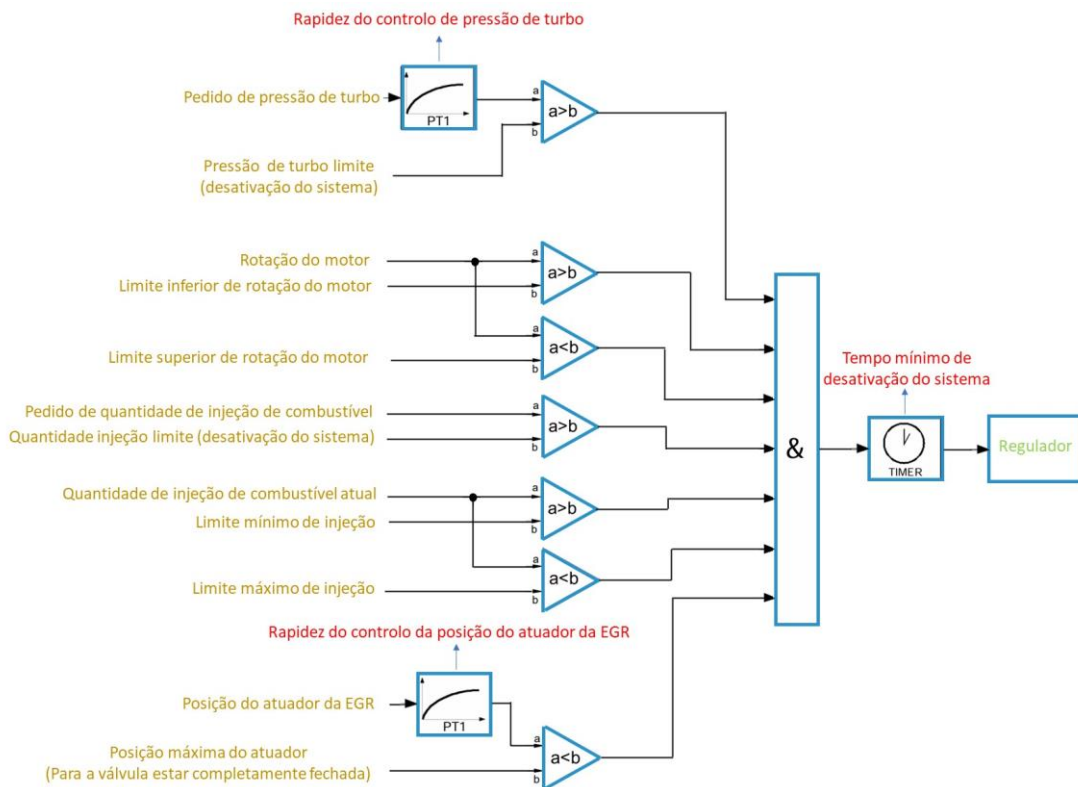 Rapidez do controlo de pressão de turbo
Pedido de pressão de turbo
PT1
a
b
a>b
Pressão de turbo limite
(desativação do sistema)
Rotação do motor
Limite inferior de rotação do motor
a
b
a>b
Limite superior de rotação do motor
a
b
a<b
Pedido de quantidade de injeção de combustível
Quantidade injeção limite (desativação do sistema)
a
b
a>b
Quantidade de injeção de combustível atual
Limite mínimo de injeção
a
b
a>b
Limite máximo de injeção
a
b
a<b
&
Tempo mínimo de
desativação do sistema
TIMER
Regulador
Rapidez do controlo da posição do atuador da EGR
Posição do atuador da EGR
PT1
Posição máxima do atuador
(Para a válvula estar completamente fechada)
a
b
a<b